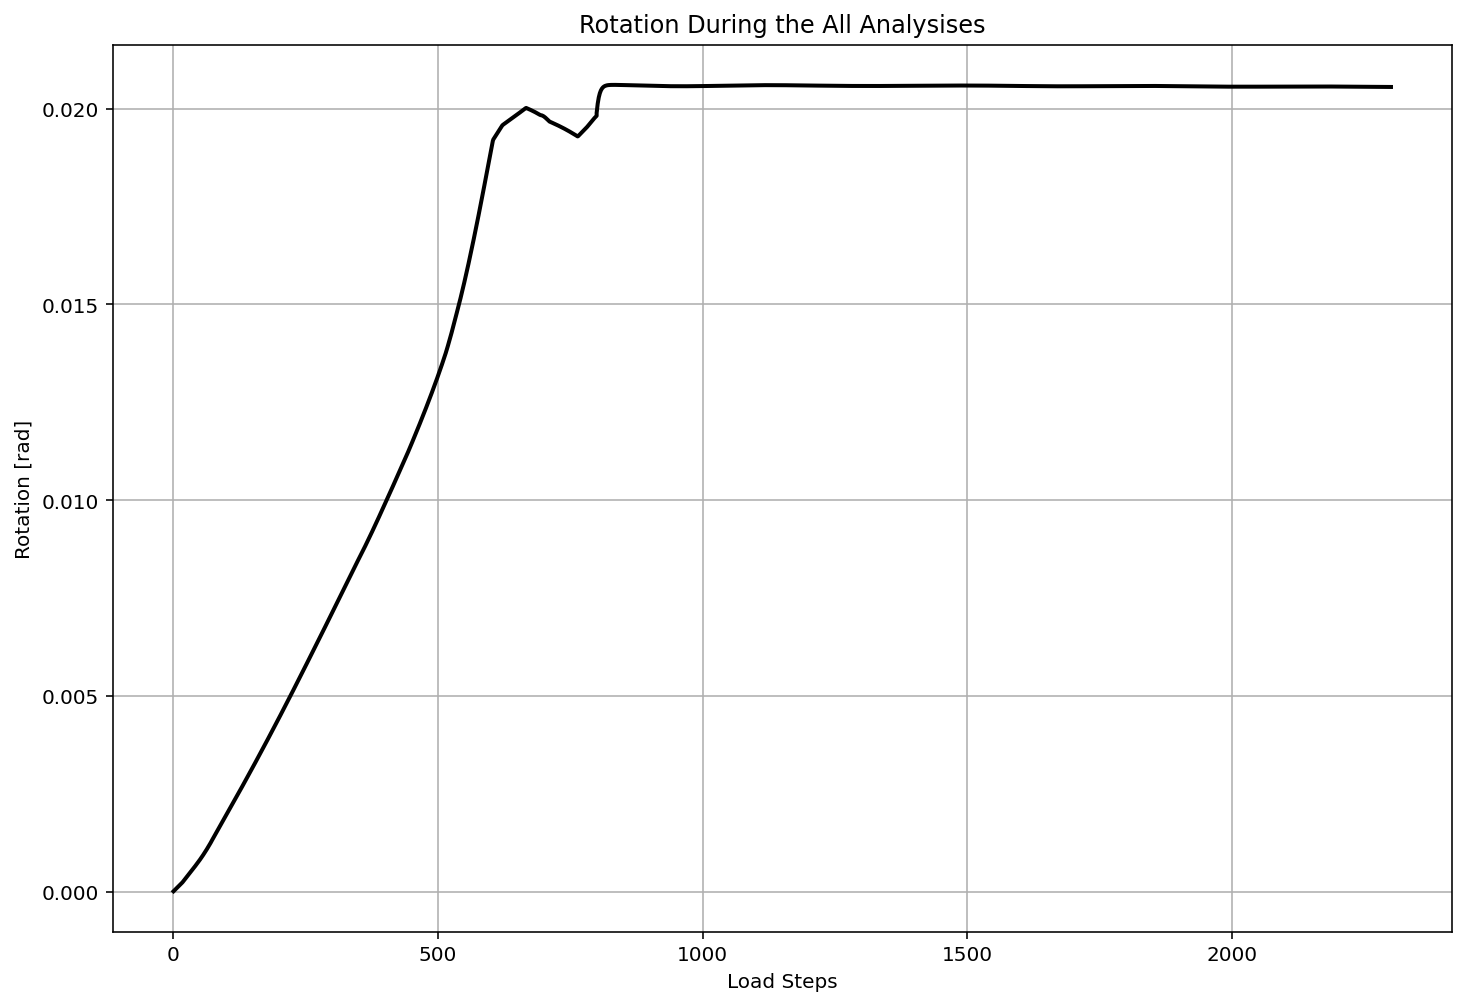 Rotation During the All Analysises
Rotation [rad]
0.020
0.015
0.010
0.005
0.000
0 500 1000 1500 2000
Load Steps